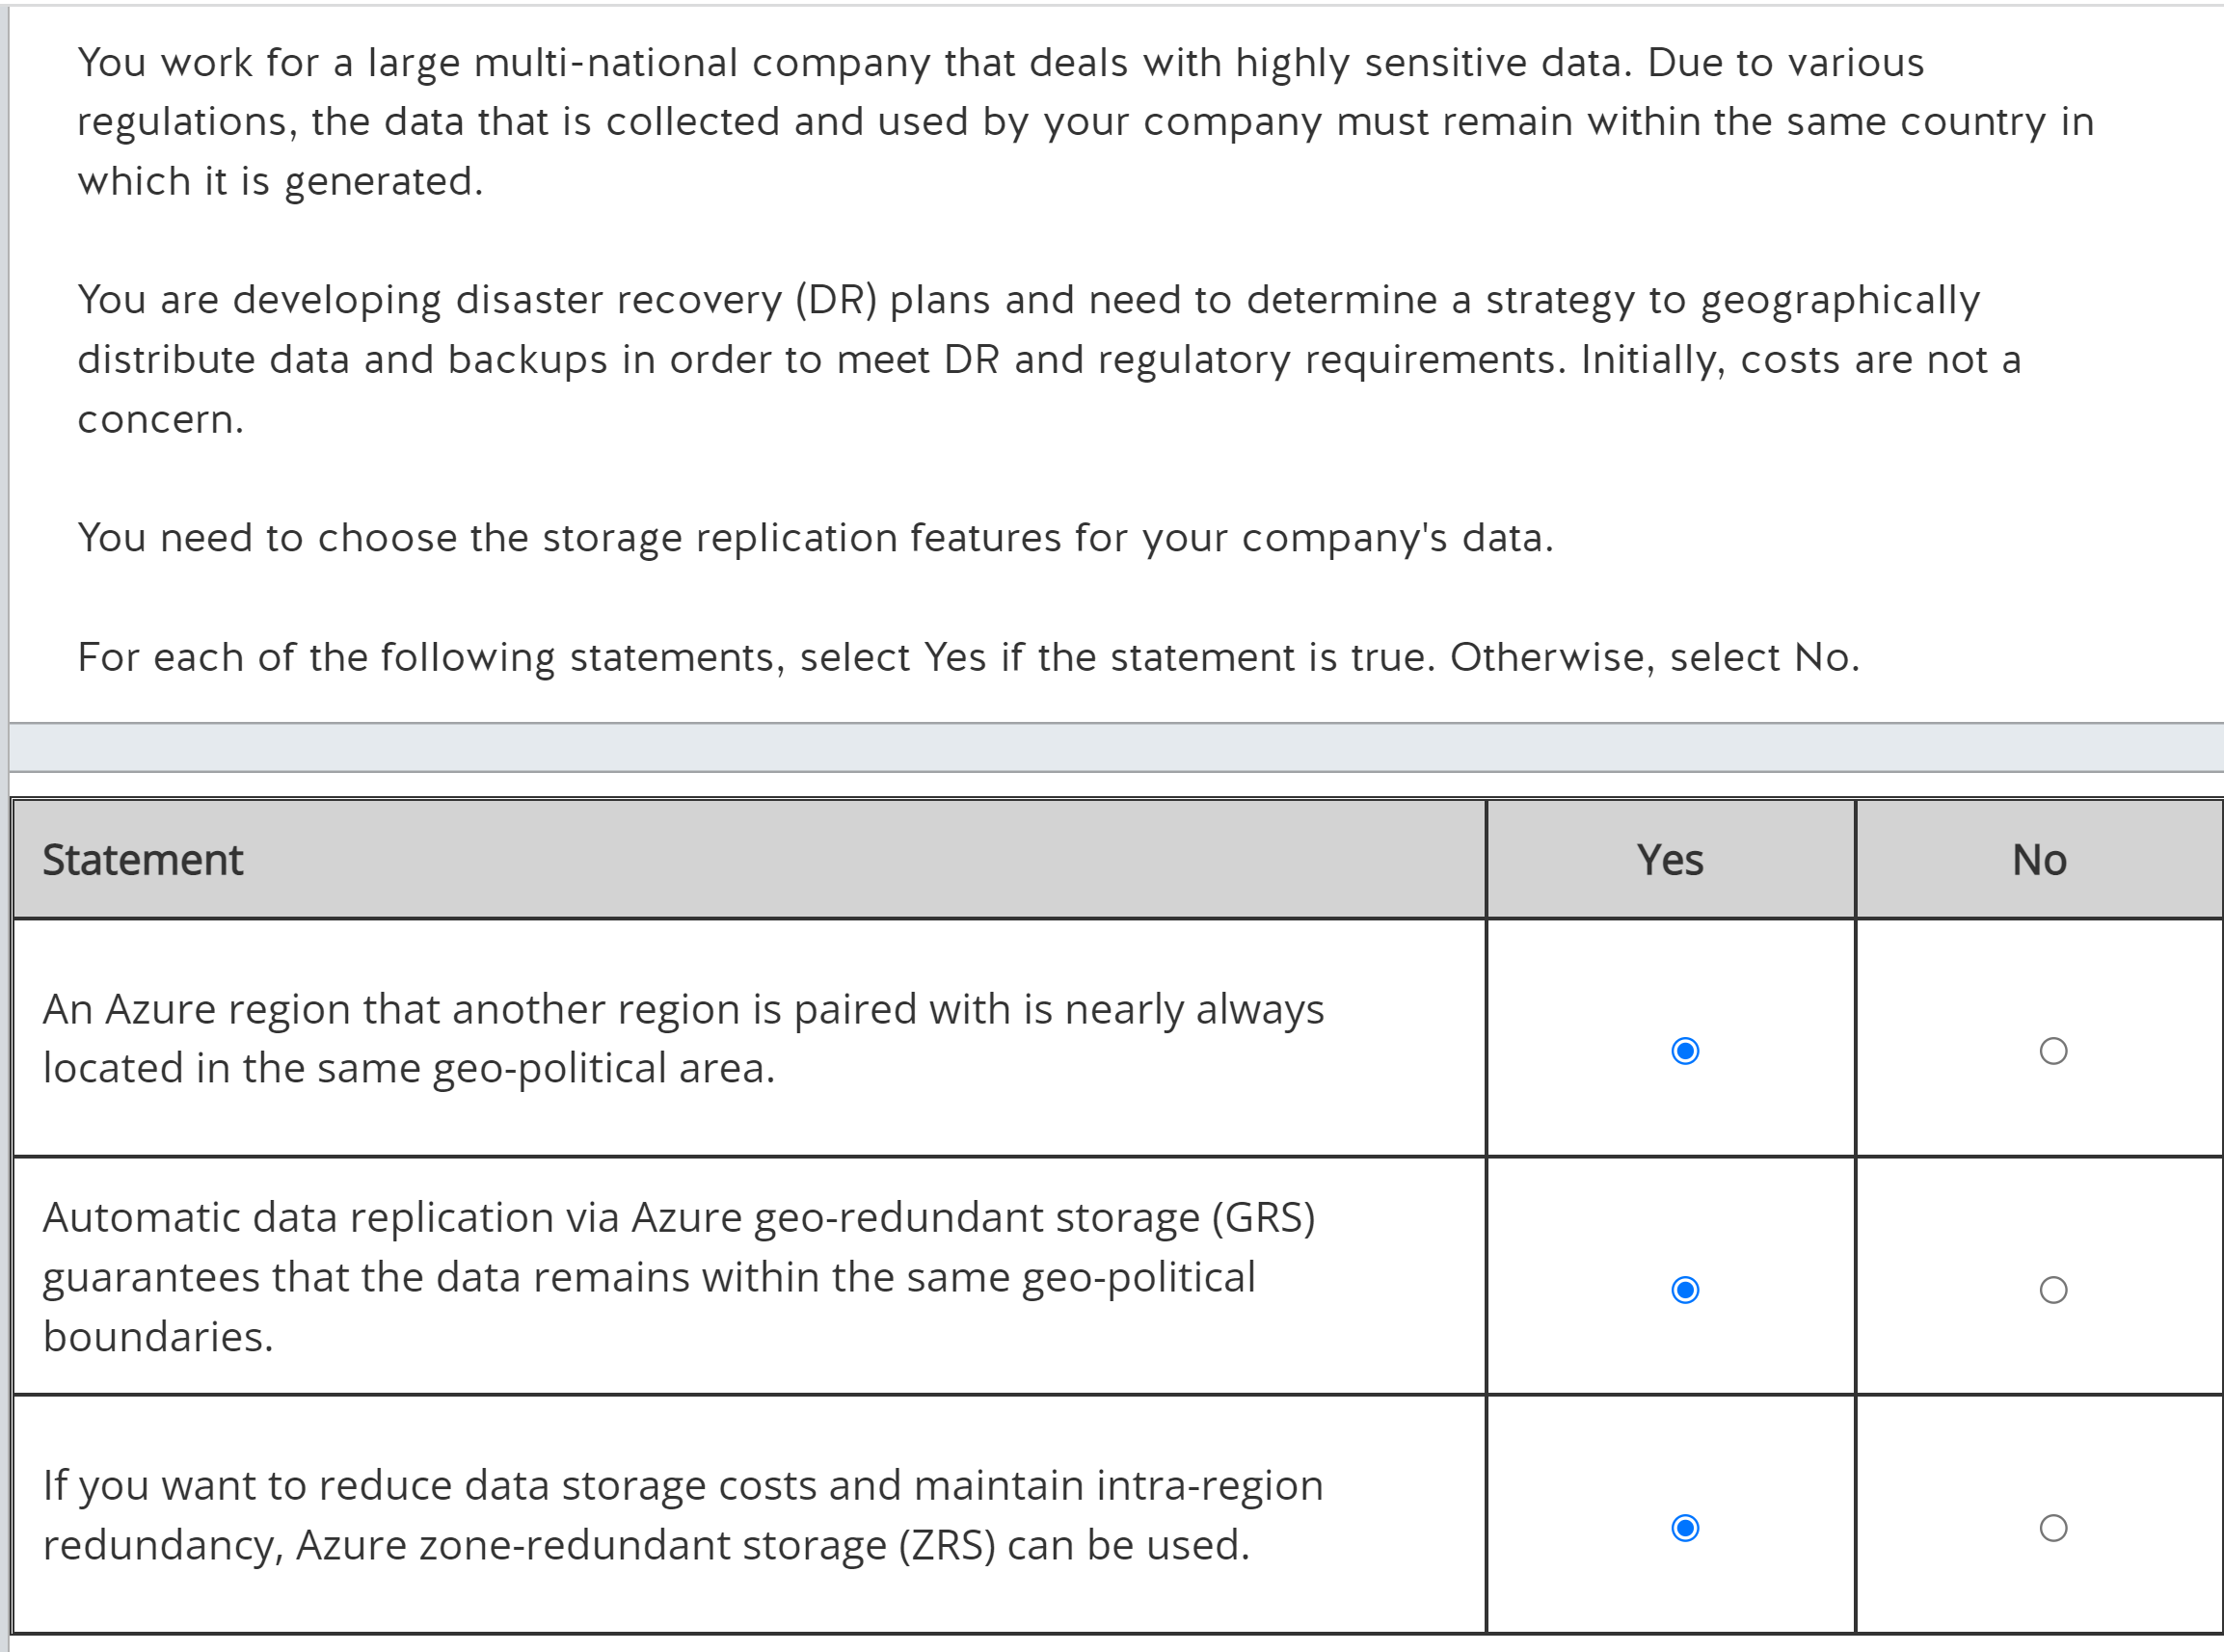 You work for a large multi-national company that deals with highly sensitive data. Due to various
regulations, the data that is collected and used by your company must remain within the same country in
which it is generated.
You are developing disaster recovery (DR) plans and need to determine a strategy to geographically
distribute data and backups in order to meet DR and regulatory requirements. Initially, costs are not a
concern.
You need to choose the storage replication features for your company's data.
For each of the following statements, select Yes if the statement is true. Otherwise, select No.
Statement Yes No
An Azure region that another region is paired with is nearly always
located in the same geo-political area.
Automatic data replication via Azure geo-redundant storage (GRS)
guarantees that the data remains within the same geo-political
boundaries.
If you want to reduce data storage costs and maintain intra-region
redundancy, Azure zone-redundant storage (ZRS) can be used.